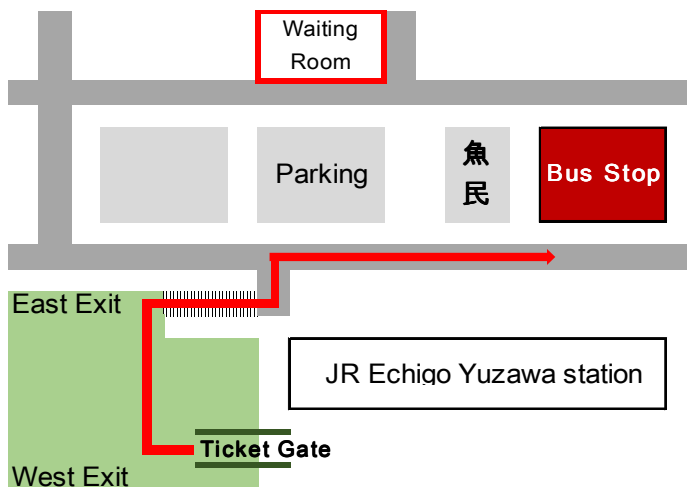 Waiting
Room
Parking
魚
民
Bus Stop
East Exit
JR Echigo Yuzawa station
Ticket Gate
West Exit